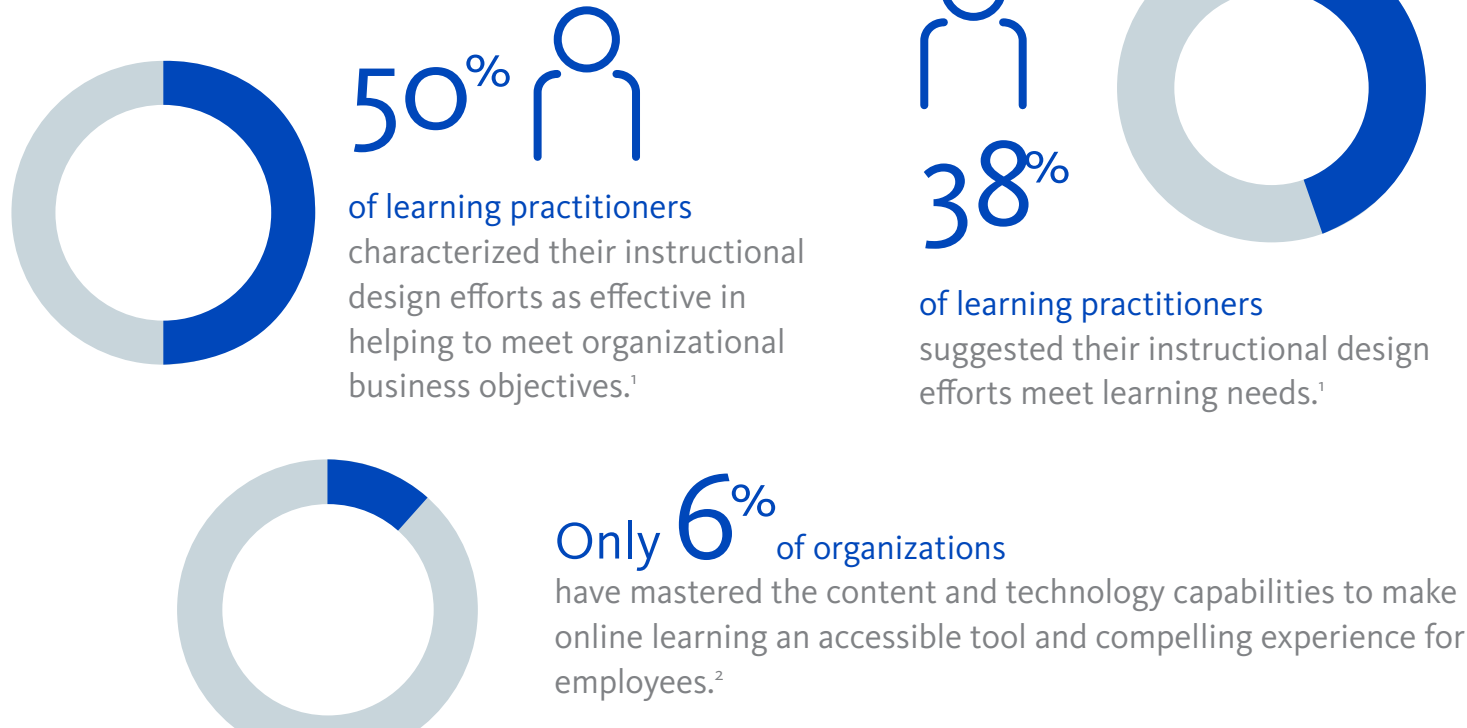 50%
of learning practitioners
characterized their instructional
design efforts as effective in
helping to meet organizational
business objectives.¹
38%
of learning practitioners
suggested their instructional design
efforts meet learning needs.¹
Only 6% of organizations
have mastered the content and technology capabilities to make
online learning an accessible tool and compelling experience for
employees.²